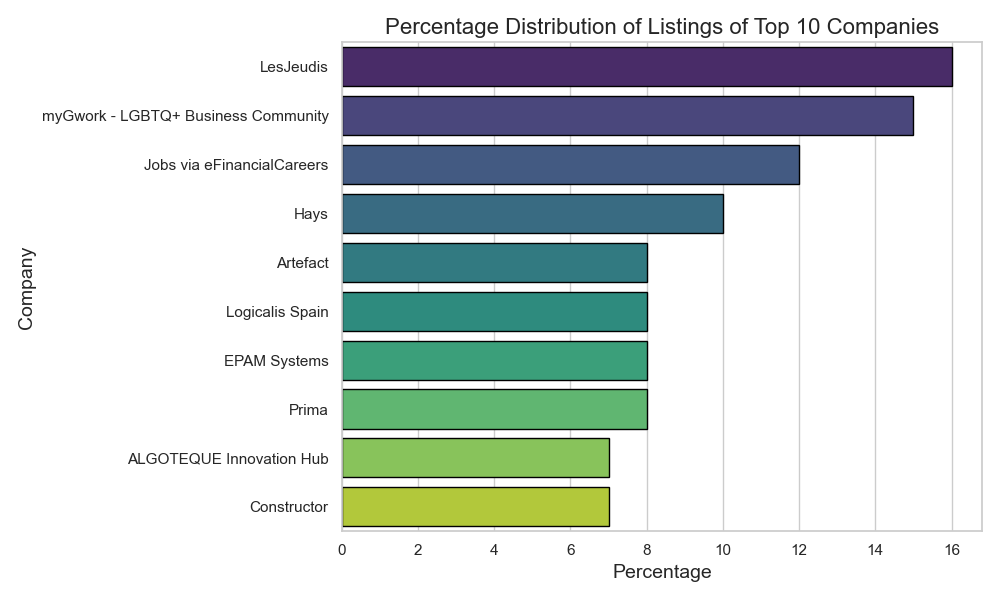 Percentage Distribution of Listings of Top 10 Companies
Company
LesJeudis
myGwork - LGBTQ+ Business Community
Jobs via eFinancialCareers
Hays
Artefact
Logicalis Spain
EPAM Systems
Prima
ALGOTEQUE Innovation Hub
Constructor
0 2 4 6 8 10 12 14 16
Percentage